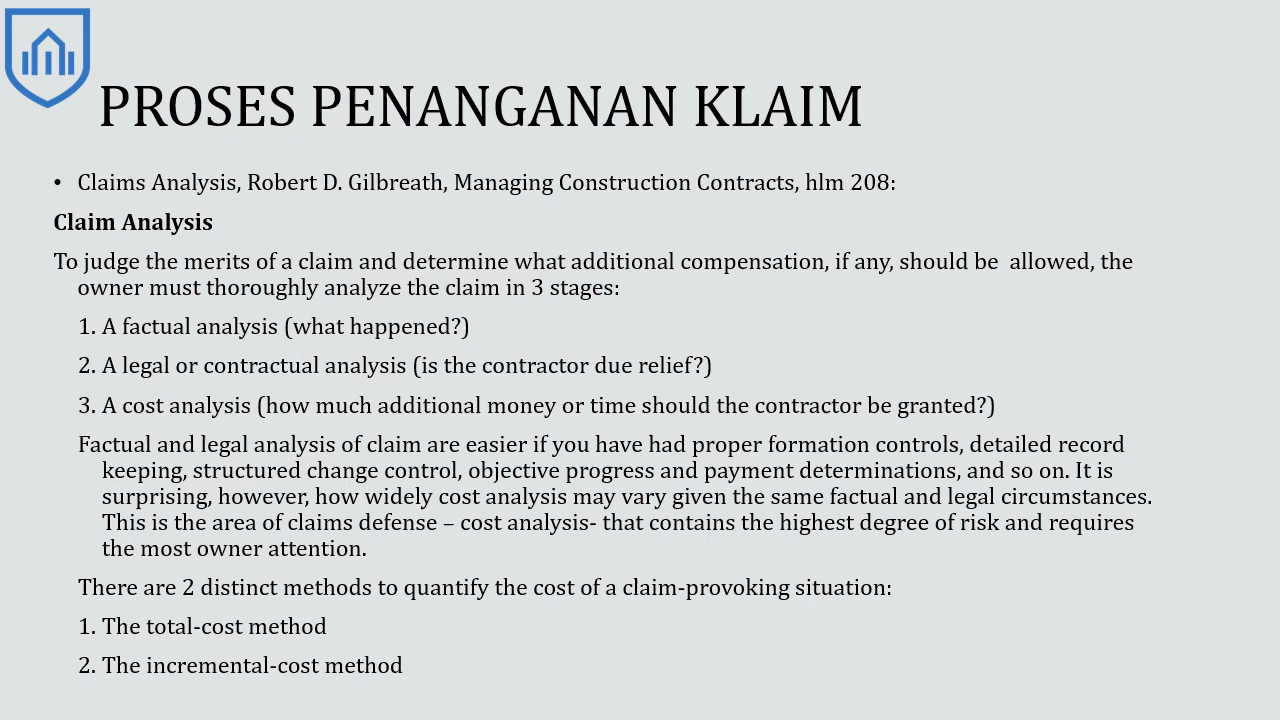 PROSES PENANGANAN KLAIM
• Claims Analysis, Robert D. Gilbreath, Managing Construction Contracts, hlm 208:
Claim Analysis
To judge the merits of a claim and determine what additional compensation, if any, should be  allowed, the
owner must thoroughly analyze the claim in 3 stages:
1. A factual analysis (what happened?)
2. A legal or contractual analysis (is the contractor due relief?)
3. A cost analysis (how much additional money or time should the contractor be granted?)
Factual and legal analysis of claim are easier if you have had proper formation controls, detailed record
keeping, structured change control, objective progress and payment determinations, and so on. It is
surprising, however, how widely cost analysis may vary given the same factual and legal circumstances.
This is the area of claims defense – cost analysis- that contains the highest degree of risk and requires
the most owner attention.
There are 2 distinct methods to quantify the cost of a claim-provoking situation:
1. The total-cost method
2. The incremental-cost method